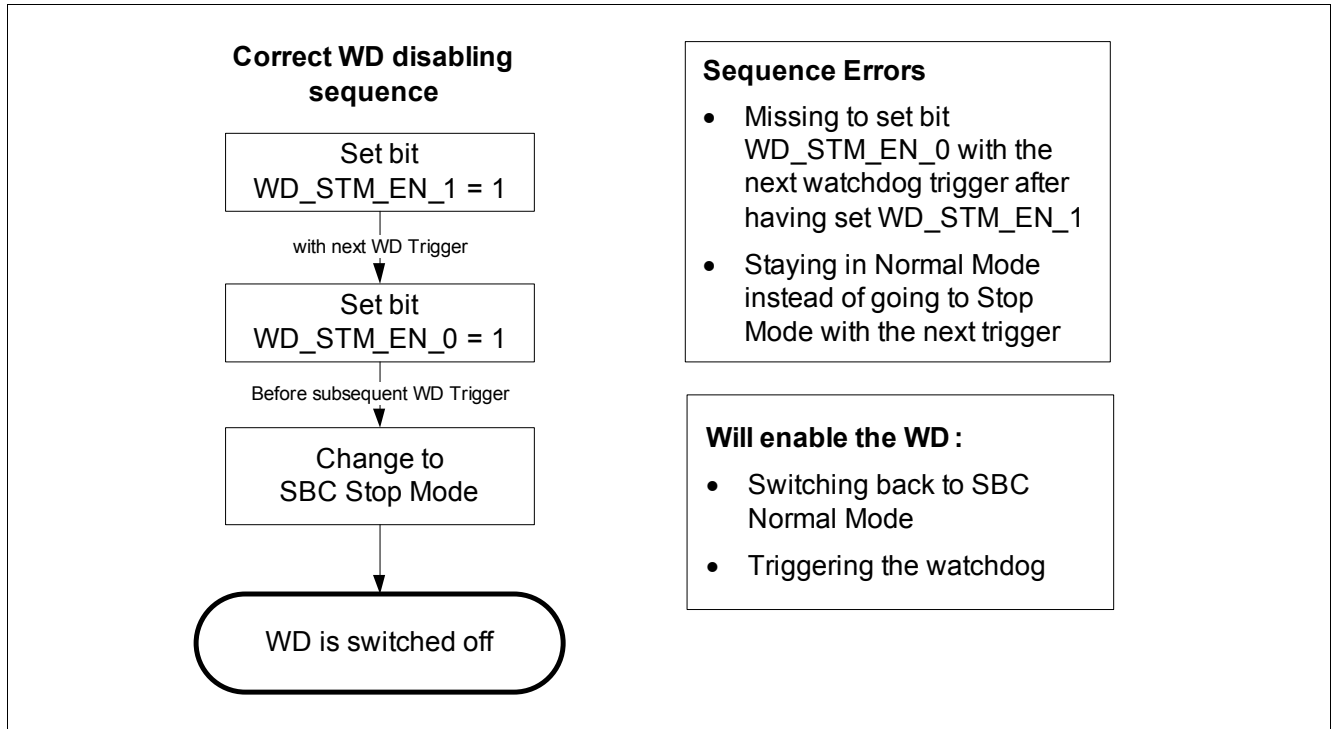 Correct WD disabling
sequence
Set bit
WD_STM_EN_1 = 1
with next WD Trigger
Set bit
WD_STM_EN_0 = 1
Before subsequent WD Trigger
Change to
SBC Stop Mode
WD is switched off
Sequence Errors
• Missing to set bit
WD_STM_EN_0 with the
next watchdog trigger after
having set WD_STM_EN_1
• Staying in Normal Mode
instead of going to Stop
Mode with the next trigger
Will enable the WD :
• Switching back to SBC
Normal Mode
• Triggering the watchdog